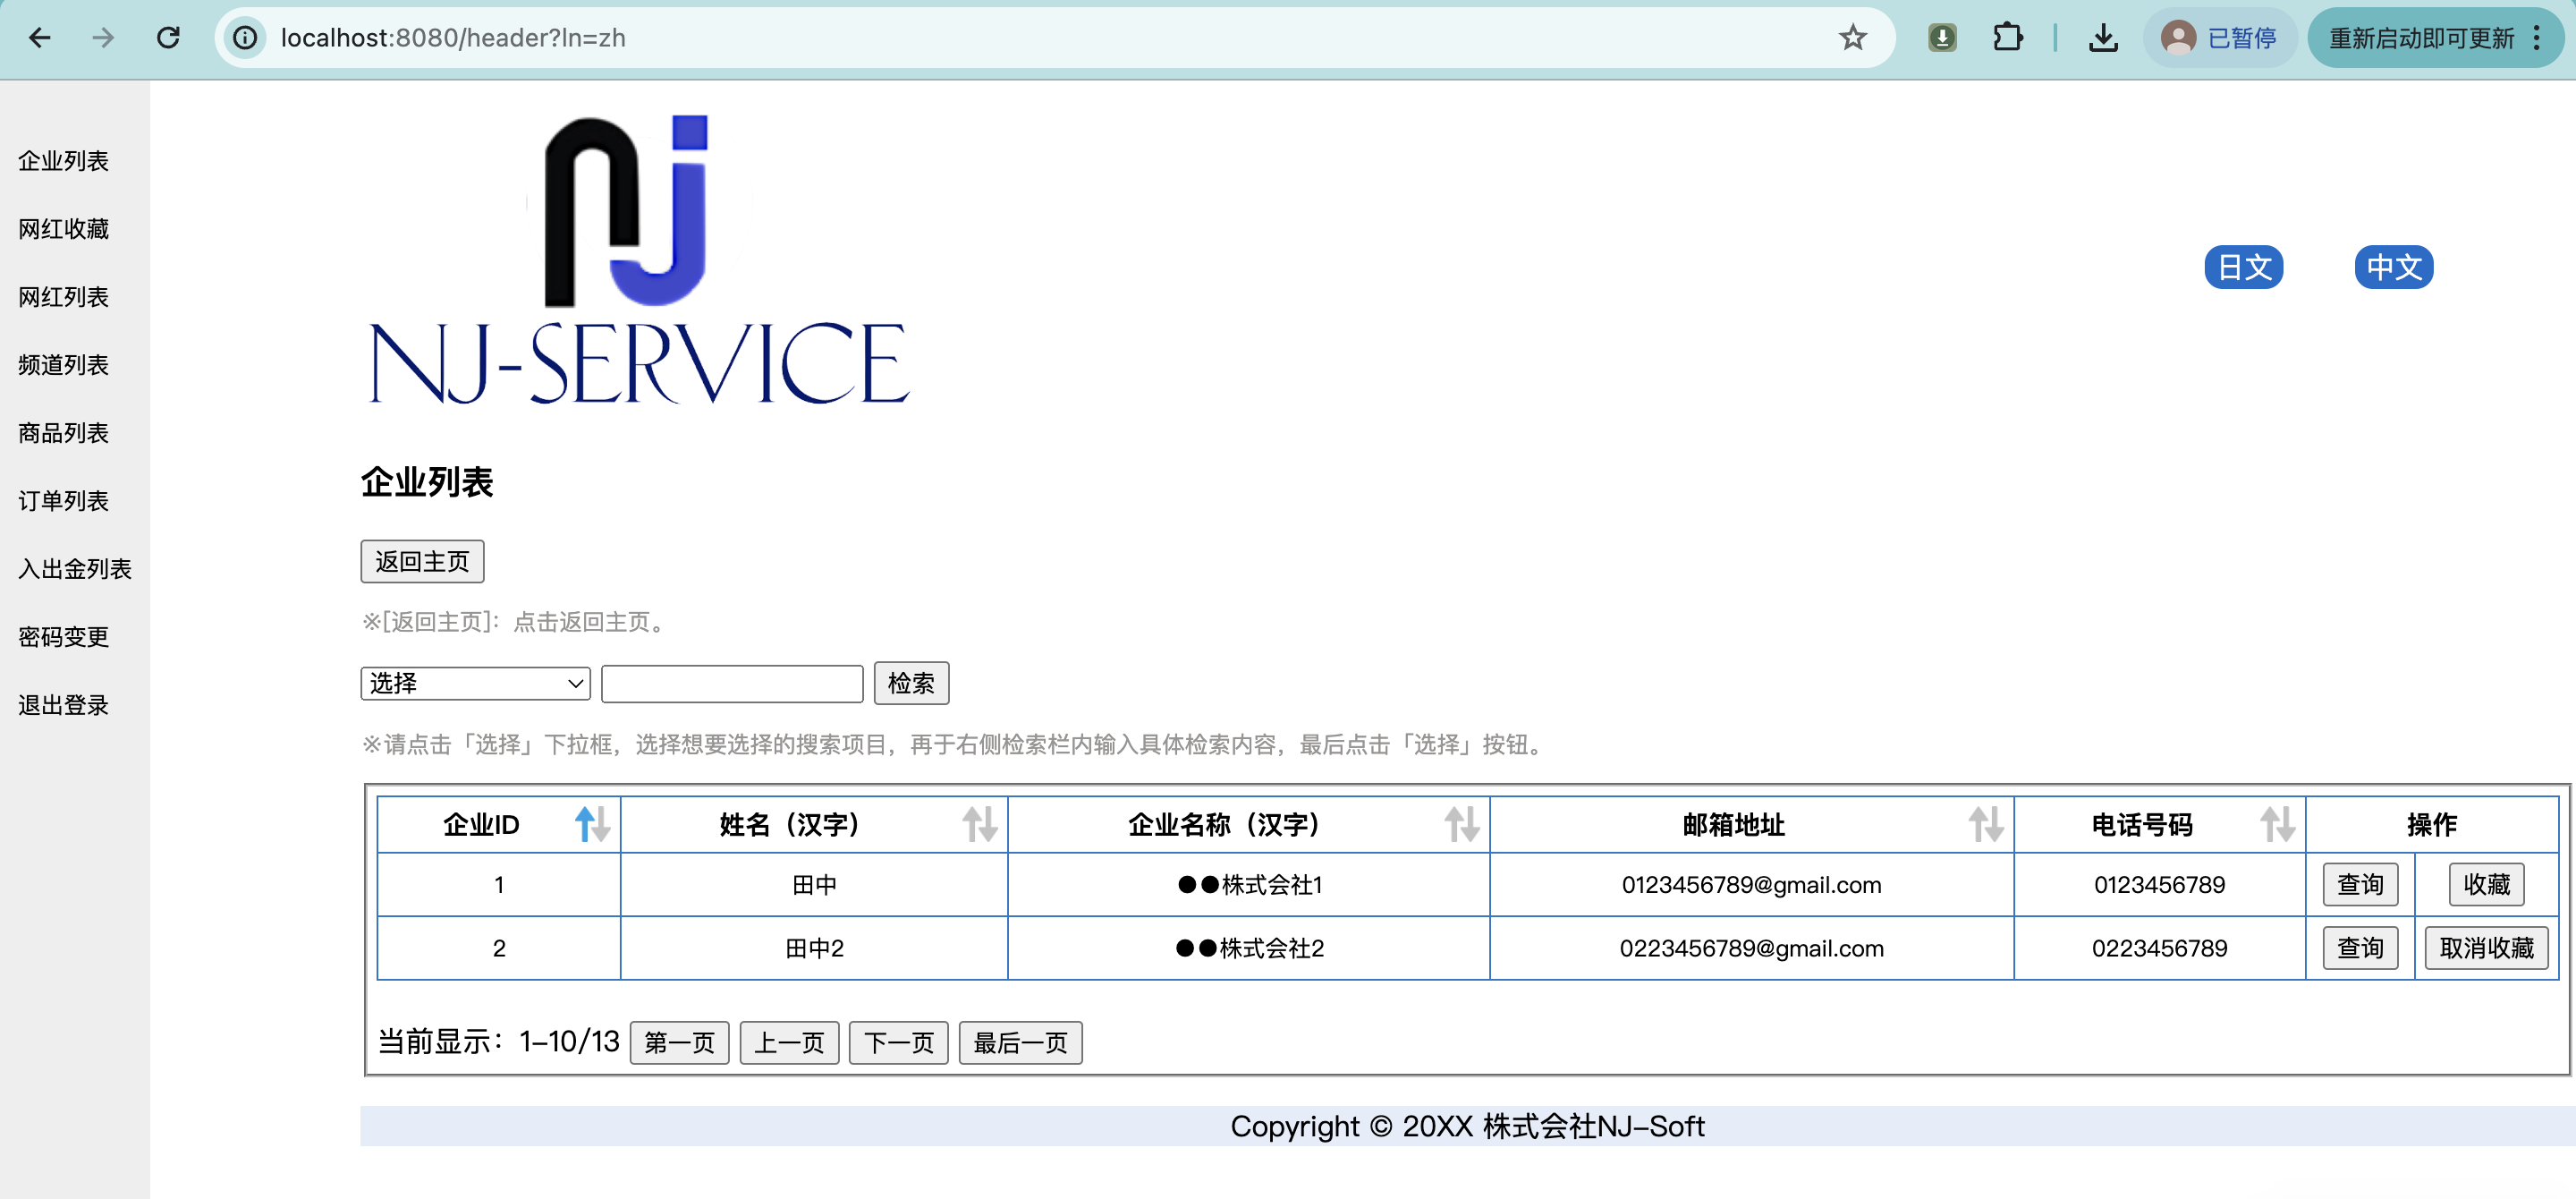 localhost:8080/header?ln=zh
已暂停
重新启动即可更新
企业列表
网红收藏
网红列表
频道列表
商品列表
订单列表
入出金列表
密码变更
退出登录
nj
NJ-SERVICE
日文
中文
企业列表
返回主页
※[返回主页]：点击返回主页。
选择
检索
※请点击「选择」下拉框，选择想要选择的搜索项目，再于右侧检索栏内输入具体检索内容，最后点击「选择」按钮。
企业ID 姓名（汉字） 企业名称（汉字） 邮箱地址 电话号码 操作
1 田中 ●●株式会社1 0123456789@gmail.com 0123456789 查询 收藏
2 田中2 ●●株式会社2 0223456789@gmail.com 0223456789 查询 取消收藏
当前显示：1–10/13 第一页 上一页 下一页 最后一页
Copyright © 20XX 株式会社NJ-Soft